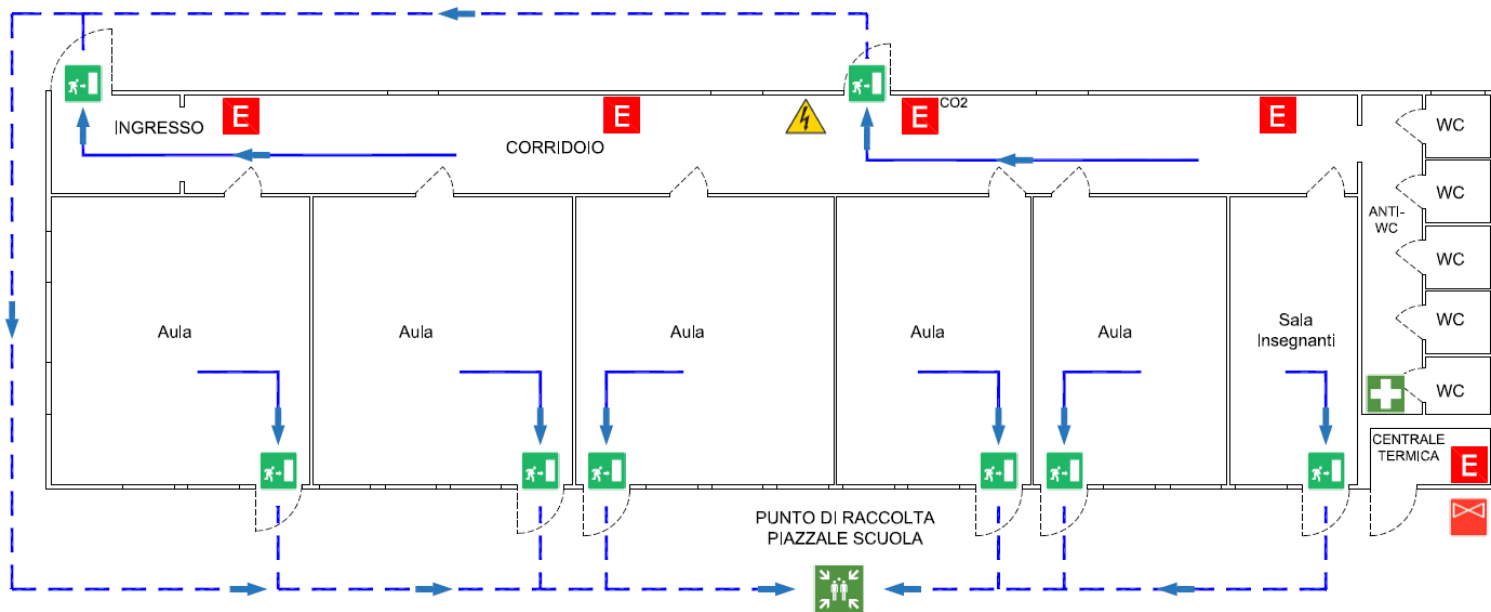 INGRESSO
E
CORRIDOIO
E
E
CO2
E
WC
WC
WC
WC
WC
ANTI-
WC
Aula
Aula
Aula
Aula
Aula
Sala
Insegnanti
CENTRALE
TERMICA
E
PUNTO DI RACCOLTA
PIAZZALE SCUOLA